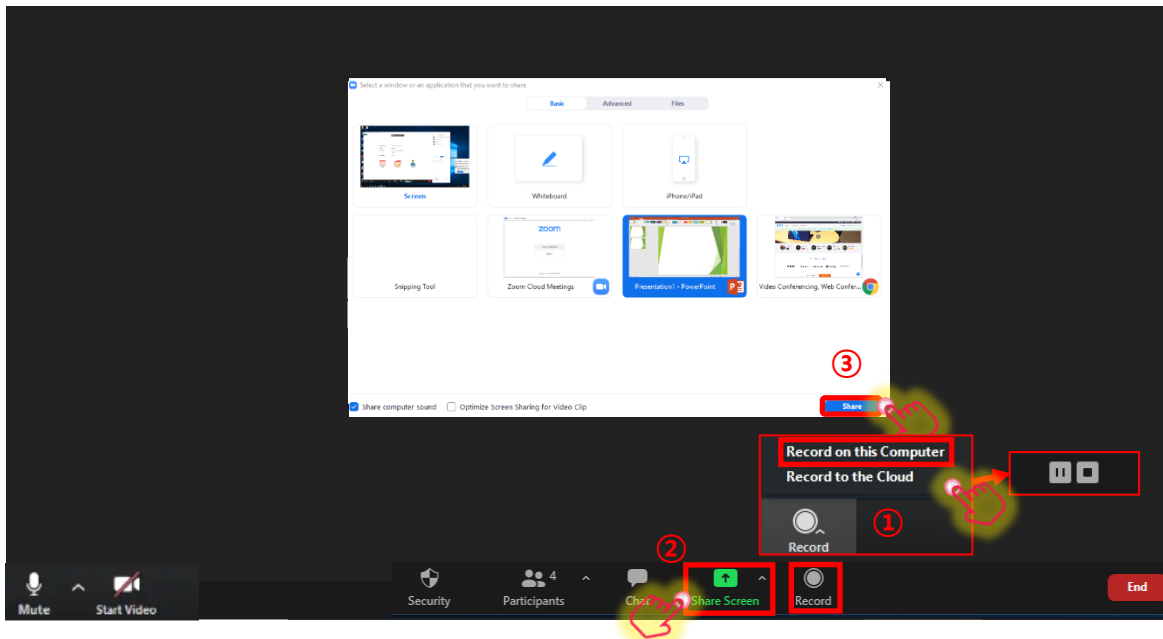 Select a window or an application that you want to share
Basic Advanced Files
Screen Whiteboard iPhone/iPad
zoom
Snipping Tool Zoom Cloud Meetings Presentation1 - PowerPoint Video Conferencing, Web Confer...
③
Share computer sound Optimize Screen Sharing for Video Clip Share
Record on this Computer
Record to the Cloud
①
Record
②
4
Mute Start Video Security Participants Chat Share Screen Record End